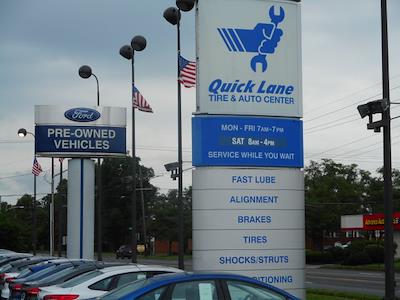 Quick Lane
TIRE & AUTO CENTER
MON - FRI 7AM-7PM
SAT 8AM-4PM
SERVICE WHILE YOU WAIT
FAST LUBE
ALIGNMENT
BRAKES
TIRES
SHOCKS/STRUTS
Ford
PRE-OWNED
VEHICLES